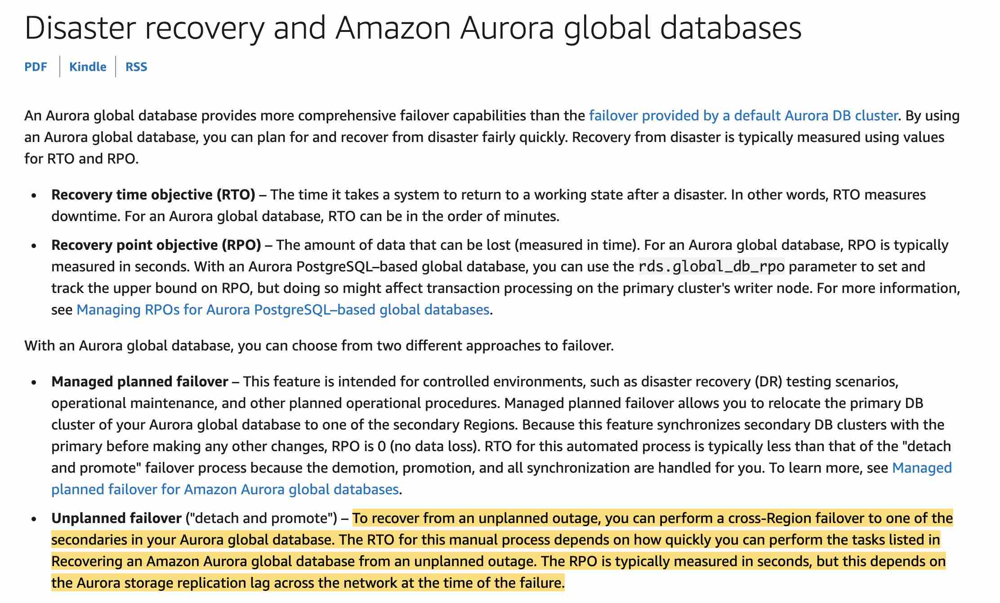 Disaster recovery and Amazon Aurora global databases
PDF | Kindle | RSS
An Aurora global database provides more comprehensive failover capabilities than the failover provided by a default Aurora DB cluster. By using
an Aurora global database, you can plan for and recover from disaster fairly quickly. Recovery from disaster is typically measured using values
for RTO and RPO.
• Recovery time objective (RTO) – The time it takes a system to return to a working state after a disaster. In other words, RTO measures
downtime. For an Aurora global database, RTO can be in the order of minutes.
• Recovery point objective (RPO) – The amount of data that can be lost (measured in time). For an Aurora global database, RPO is typically
measured in seconds. With an Aurora PostgreSQL–based global database, you can use the rds.global_db_rpo parameter to set and
track the upper bound on RPO, but doing so might affect transaction processing on the primary cluster's writer node. For more information,
see Managing RPOs for Aurora PostgreSQL–based global databases.
With an Aurora global database, you can choose from two different approaches to failover.
• Managed planned failover – This feature is intended for controlled environments, such as disaster recovery (DR) testing scenarios,
operational maintenance, and other planned operational procedures. Managed planned failover allows you to relocate the primary DB
cluster of your Aurora global database to one of the secondary Regions. Because this feature synchronizes secondary DB clusters with the
primary before making any other changes, RPO is 0 (no data loss). RTO for this automated process is typically less than that of the "detach
and promote" failover process because the demotion, promotion, and all synchronization are handled for you. To learn more, see Managed
planned failover for Amazon Aurora global databases.
• Unplanned failover ("detach and promote") – To recover from an unplanned outage, you can perform a cross-Region failover to one of the
secondaries in your Aurora global database. The RTO for this manual process depends on how quickly you can perform the tasks listed in
Recovering an Amazon Aurora global database from an unplanned outage. The RPO is typically measured in seconds, but this depends on
the Aurora storage replication lag across the network at the time of the failure.